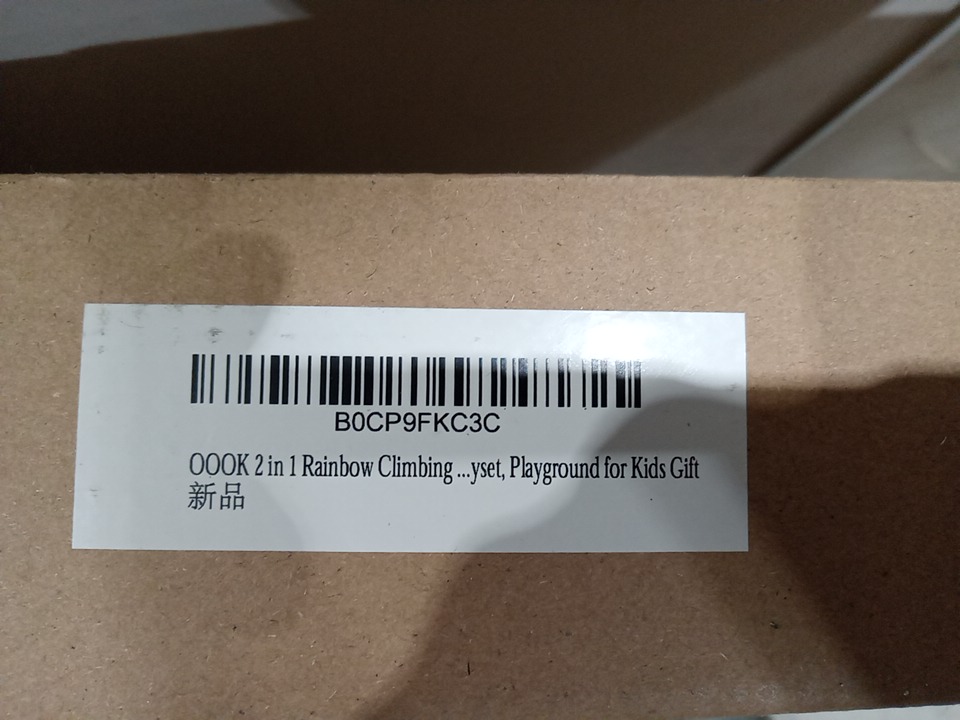 B0CP9FKC3C
OOOK 2 in 1 Rainbow Climbing ...yset, Playground for Kids Gift
新品